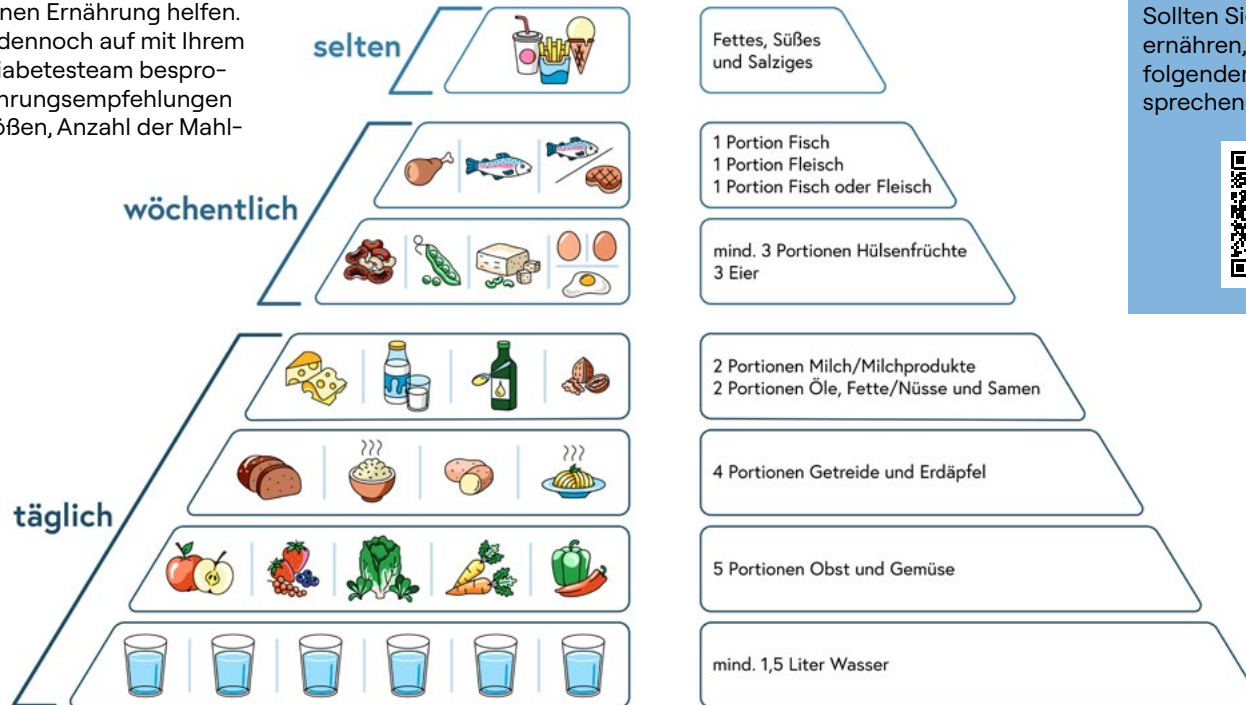 nen Ernährung helfen.
dennoch auf mit Ihrem
iabetesteam bespro-
hrungsempfehlungen
ößen, Anzahl der Mahl-
selten
Fettes, Süßes
und Salziges
wöchentlich
1 Portion Fisch
1 Portion Fleisch
1 Portion Fisch oder Fleisch
mind. 3 Portionen Hülsenfrüchte
3 Eier
täglich
2 Portionen Milch/Milchprodukte
2 Portionen Öle, Fette/Nüsse und Samen
4 Portionen Getreide und Erdäpfel
5 Portionen Obst und Gemüse
mind. 1,5 Liter Wasser
Sollten Si
ernähren,
folgender
sprechen